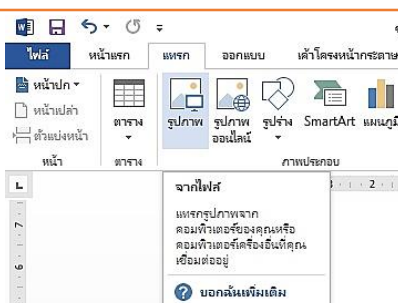 ไฟล์ หน้าแรก แทรก ออกแบบ เค้าโครงหน้ากระดาษ
หน้าปก
หน้าเปล่า
ตัวแบ่งหน้า
ตาราง
รูปภาพ
รูปภาพ
ออนไลน์
รูปร่าง
SmartArt
แผนภูมิ
หน้า ตาราง ภาพประกอบ
L
2
จากไฟล์
แทรกรูปภาพจาก
คอมพิวเตอร์ของคุณหรือ
คอมพิวเตอร์เครื่องอื่นที่คุณ
เชื่อมต่ออยู่
บอกฉันเพิ่มเติม
7
6